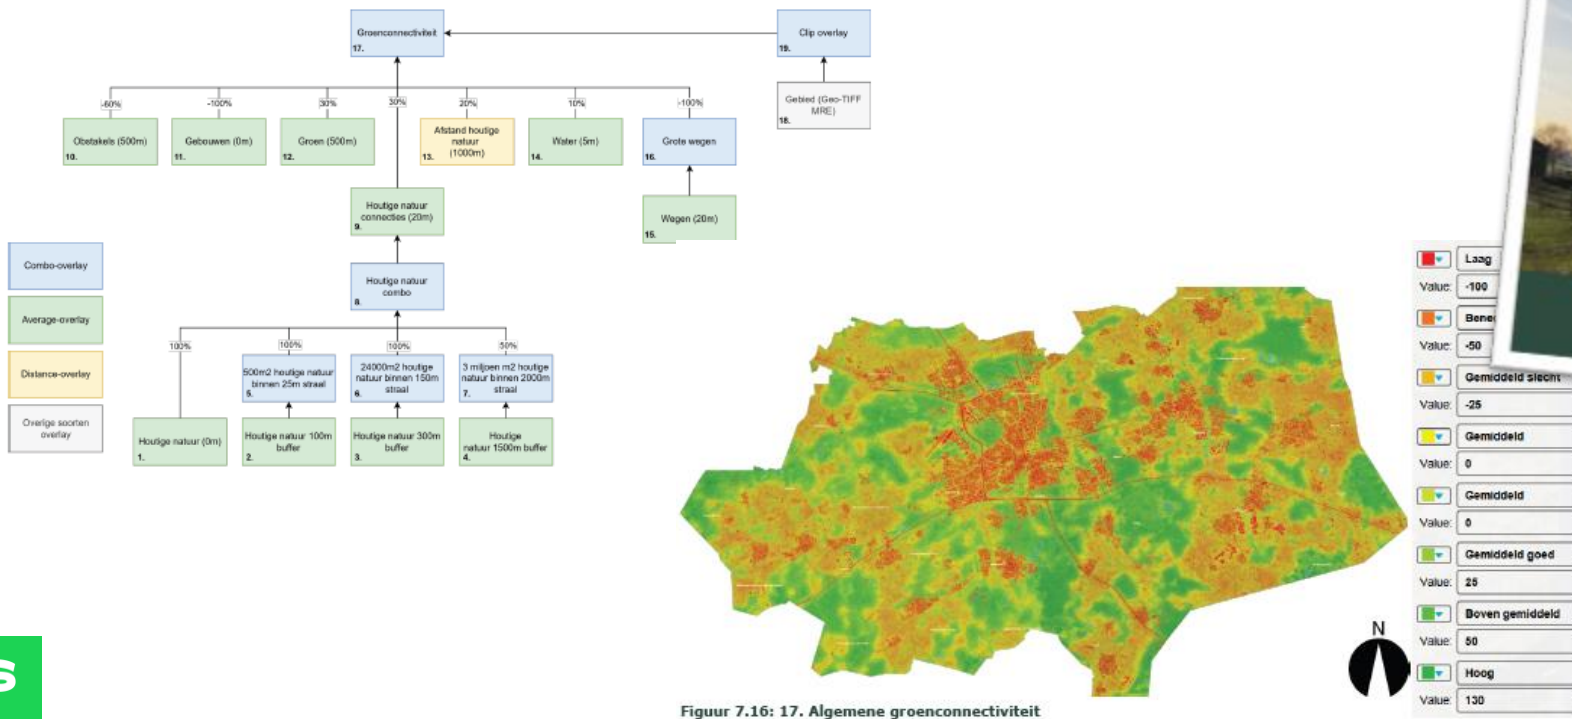 Groenconnectiviteit
17.
Clip overlay
19.
Gebied (Geo-TIFF
MRE)
18.
-60%
-100%
30%
30%
20%
10%
-100%
Obstakels (500m)
10.
Gebouwen (0m)
11.
Groen (500m)
12.
Afstand houtige
natuur
(1000m)
13.
Water (5m)
14.
Grote wegen
16.
Houtige natuur
connecties (20m)
9.
Wegen (20m)
15.
Combo-overlay
Average-overlay
Distance-overlay
Overige soorten
overlay
Houtige natuur
combo
8.
100%
100%
100%
50%
500m2 houtige natuur
binnen 25m straal
5.
24000m2 houtige
natuur binnen 150m
straal
6.
3 miljoen m2 houtige
natuur binnen 2000m
straal
7.
Houtige natuur (0m)
1.
Houtige natuur 100m
buffer
2.
Houtige natuur 300m
buffer
3.
Houtige
natuur 1500m buffer
4.
Laag
Value: -100
Value: -50
Gemiddeld slecht
Value: -25
Gemiddeld
Value: 0
Gemiddeld
Value: 0
Gemiddeld goed
Value: 25
Boven gemiddeld
Value: 50
Hoog
Value: 130
N
s
Figuur 7.16: 17. Algemene groenconnectiviteit